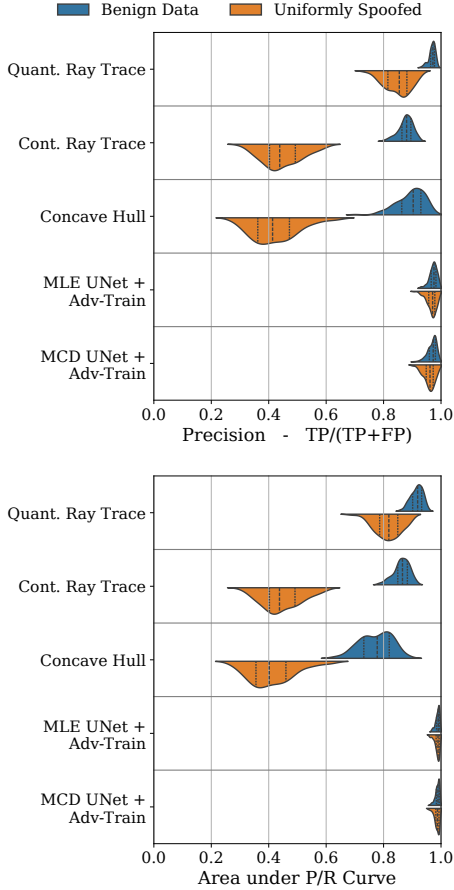 Benign Data Uniformly Spoofed
Quant. Ray Trace
Cont. Ray Trace
Concave Hull
MLE UNet +
Adv-Train
MCD UNet +
Adv-Train
0.0 0.2 0.4 0.6 0.8 1.0
Precision - TP/(TP+FP)
Quant. Ray Trace
Cont. Ray Trace
Concave Hull
MLE UNet +
Adv-Train
MCD UNet +
Adv-Train
0.0 0.2 0.4 0.6 0.8 1.0
Area under P/R Curve